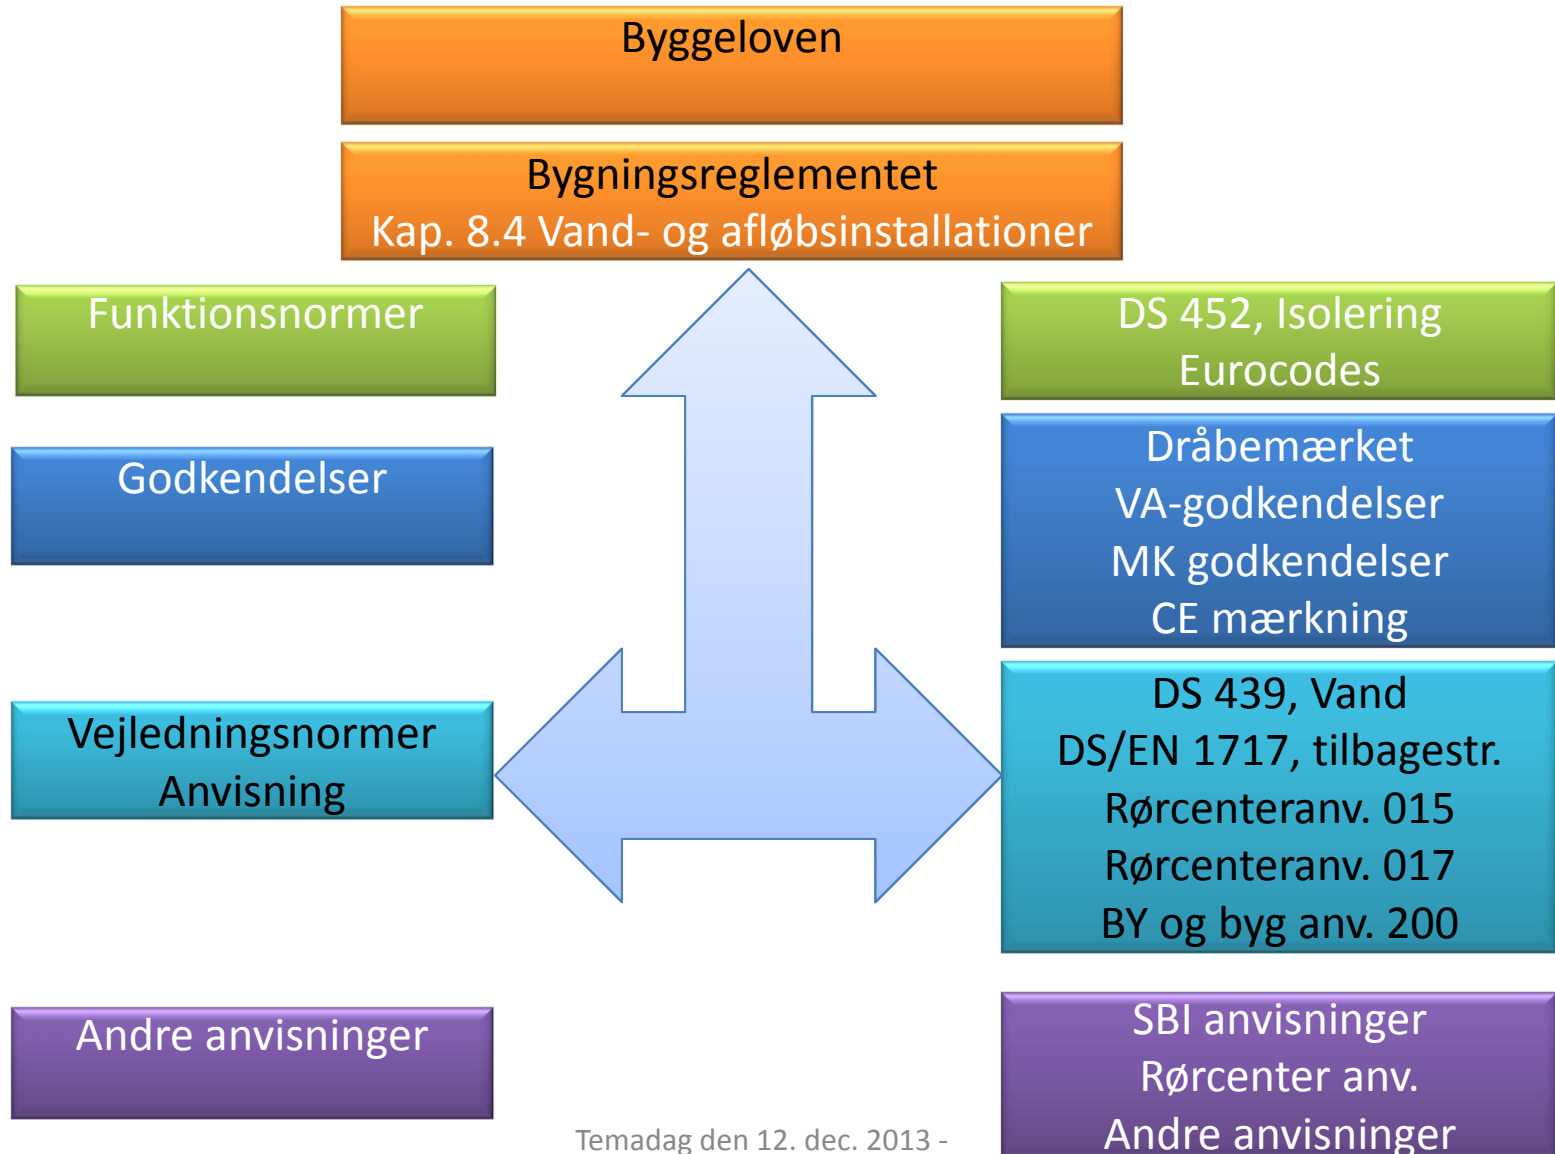 Byggeloven
Bygningsreglementet
Kap. 8.4 Vand- og afløbsinstallationer
Funktionsnormer
DS 452, Isolering
Eurocodes
Godkendelser
Dråbemærket
VA-godkendelser
MK godkendelser
CE mærkning
Vejledningsnormer
Anvisning
DS 439, Vand
DS/EN 1717, tilbagestr.
Rørcenteranv. 015
Rørcenteranv. 017
BY og byg anv. 200
Andre anvisninger
SBI anvisninger
Rørcenter anv.
Andre anvisninger
Temadag den 12. dec. 2013 -